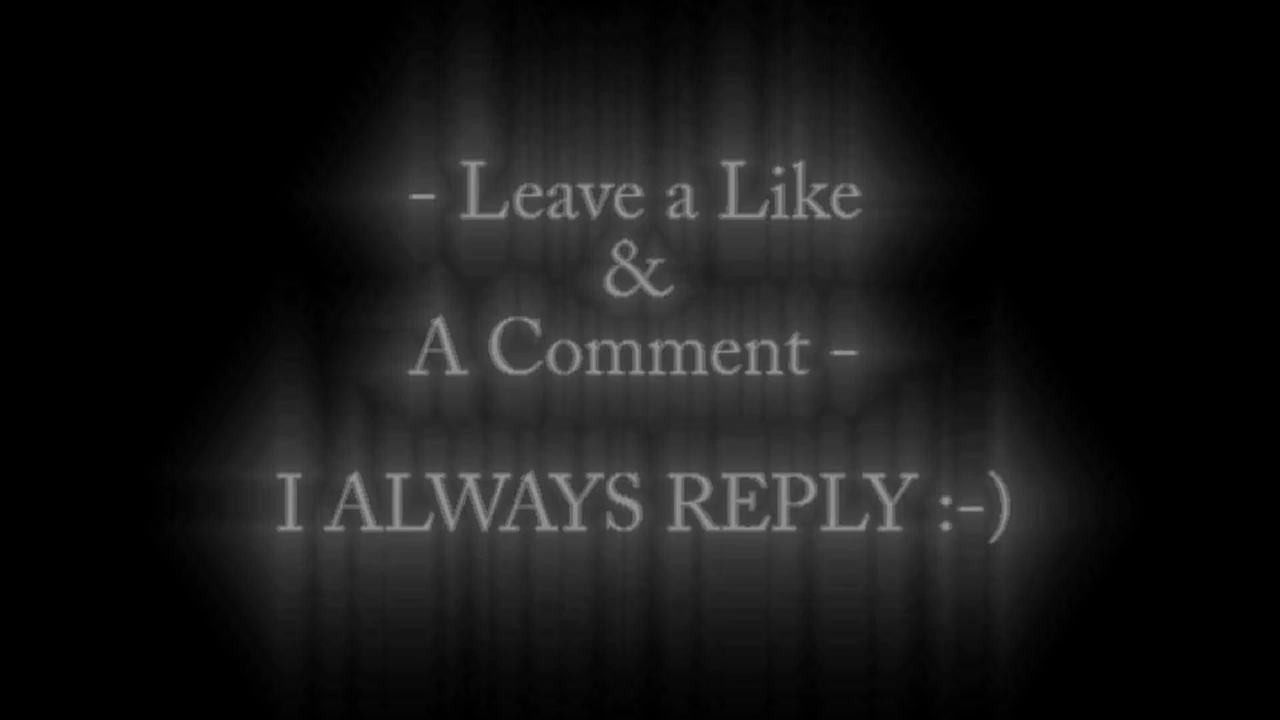 - Leave a Like
&
A Comment -
I ALWAYS REPLY :-)